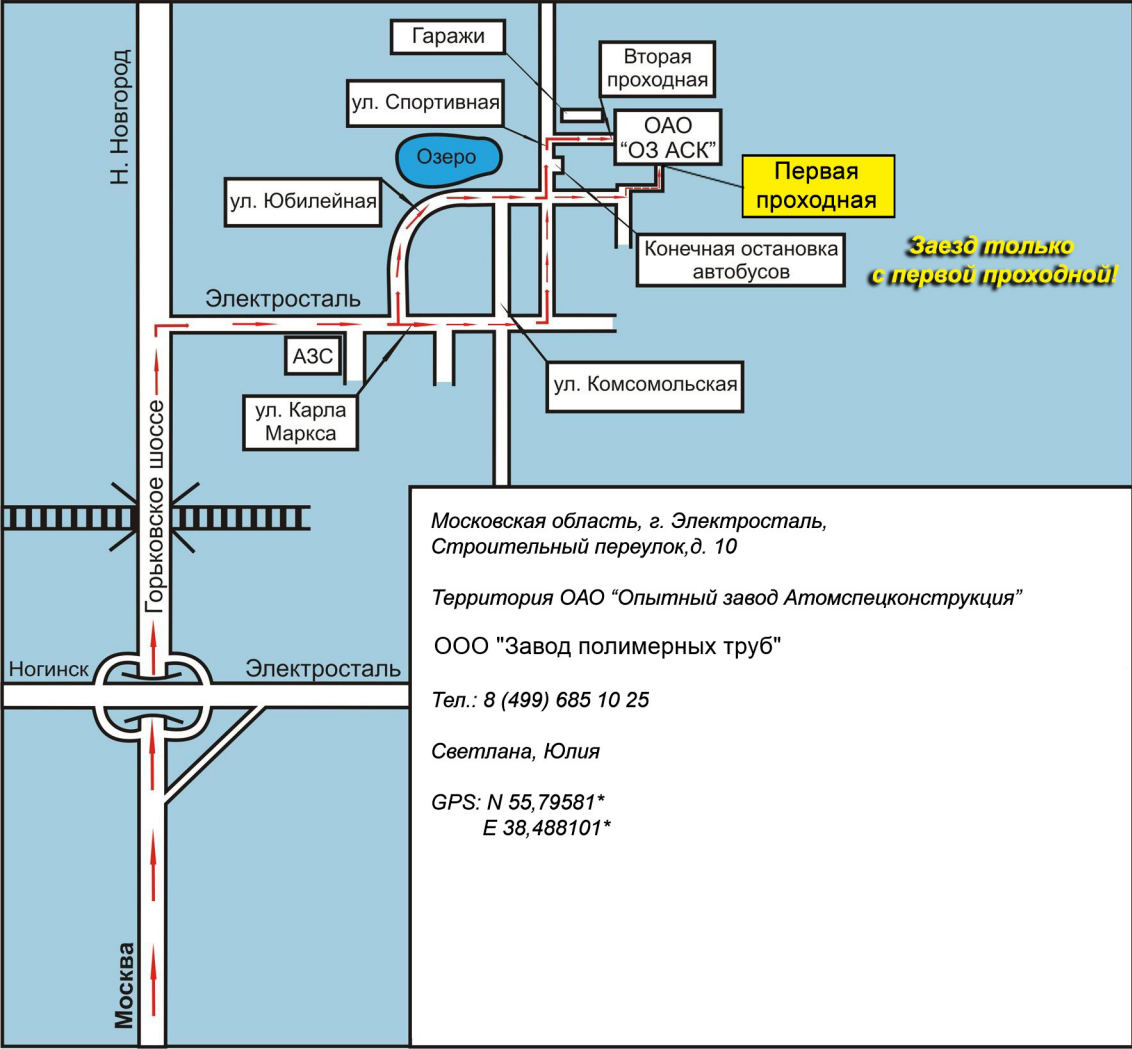 Гаражи
Вторая
проходная
ул. Спортивная
ОАО
“ОЗ АСК”
Н. Новгород
Озеро
Первая
проходная
ул. Юбилейная
Конечная остановка
автобусов
Заезд только
с первой проходной!
Электросталь
АЗС
ул. Комсомольская
ул. Карла
Маркса
Горьковское шоссе
Ногинск
Электросталь
Москва
Московская область, г. Электросталь,
Строительный переулок,д. 10
Территория ОАО “Опытный завод Атомспецконструкция”
ООО "Завод полимерных труб"
Тел.: 8 (499) 685 10 25
Светлана, Юлия
GPS: N 55,79581*
E 38,488101*